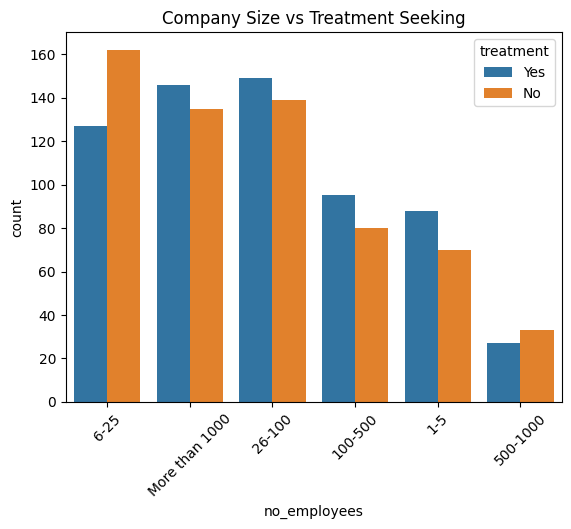 Company Size vs Treatment Seeking
treatment
Yes
No
count
160
140
120
100
80
60
40
20
0
6-25
More than 1000
26-100
100-500
1-5
500-1000
no_employees